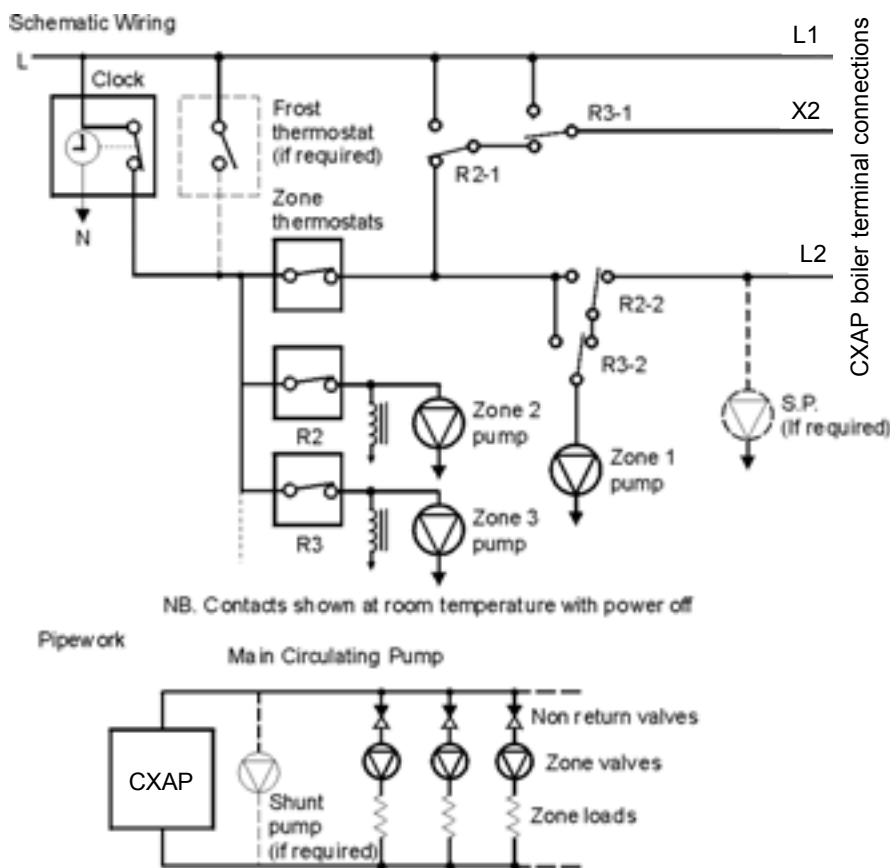 Schematic Wiring
L
L1
Clock
Frost
thermostat
(if required)
R3-1
X2
R2-1
N
Zone
thermostats
L2
R2-2
R3-2
CXAP boiler terminal connections
R2
Zone 2
pump
Zone 1
pump
S.P.
(If required)
R3
Zone 3
pump
NB. Contacts shown at room temperature with power off
Pipework
Main Circulating Pump
Non return valves
CXAP
Zone valves
Shunt
pump
(if required)
Zone loads